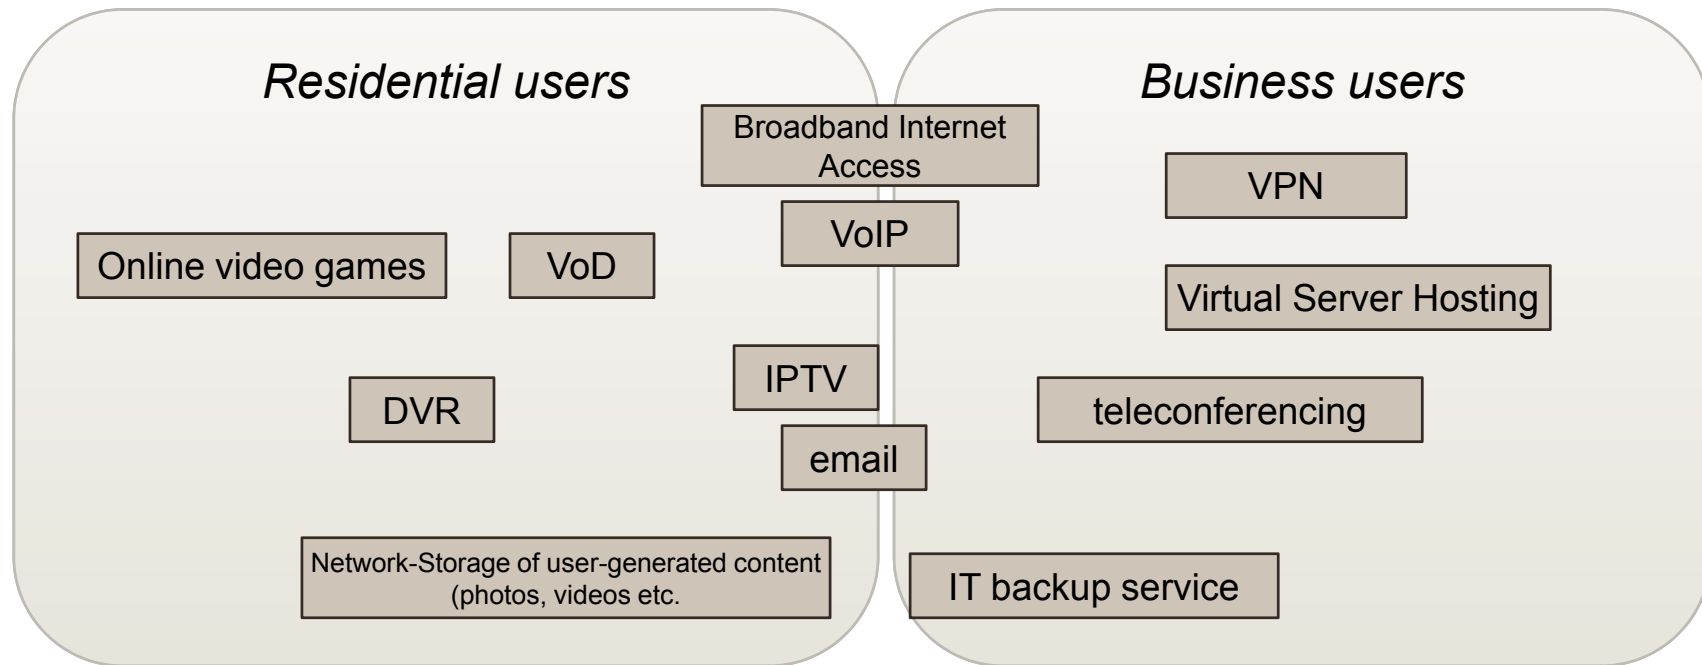 Residential users
Business users
Broadband Internet
Access
VPN
VoIP
Online video games
VoD
Virtual Server Hosting
IPTV
DVR
teleconferencing
email
Network-Storage of user-generated content
(photos, videos etc.
IT backup service